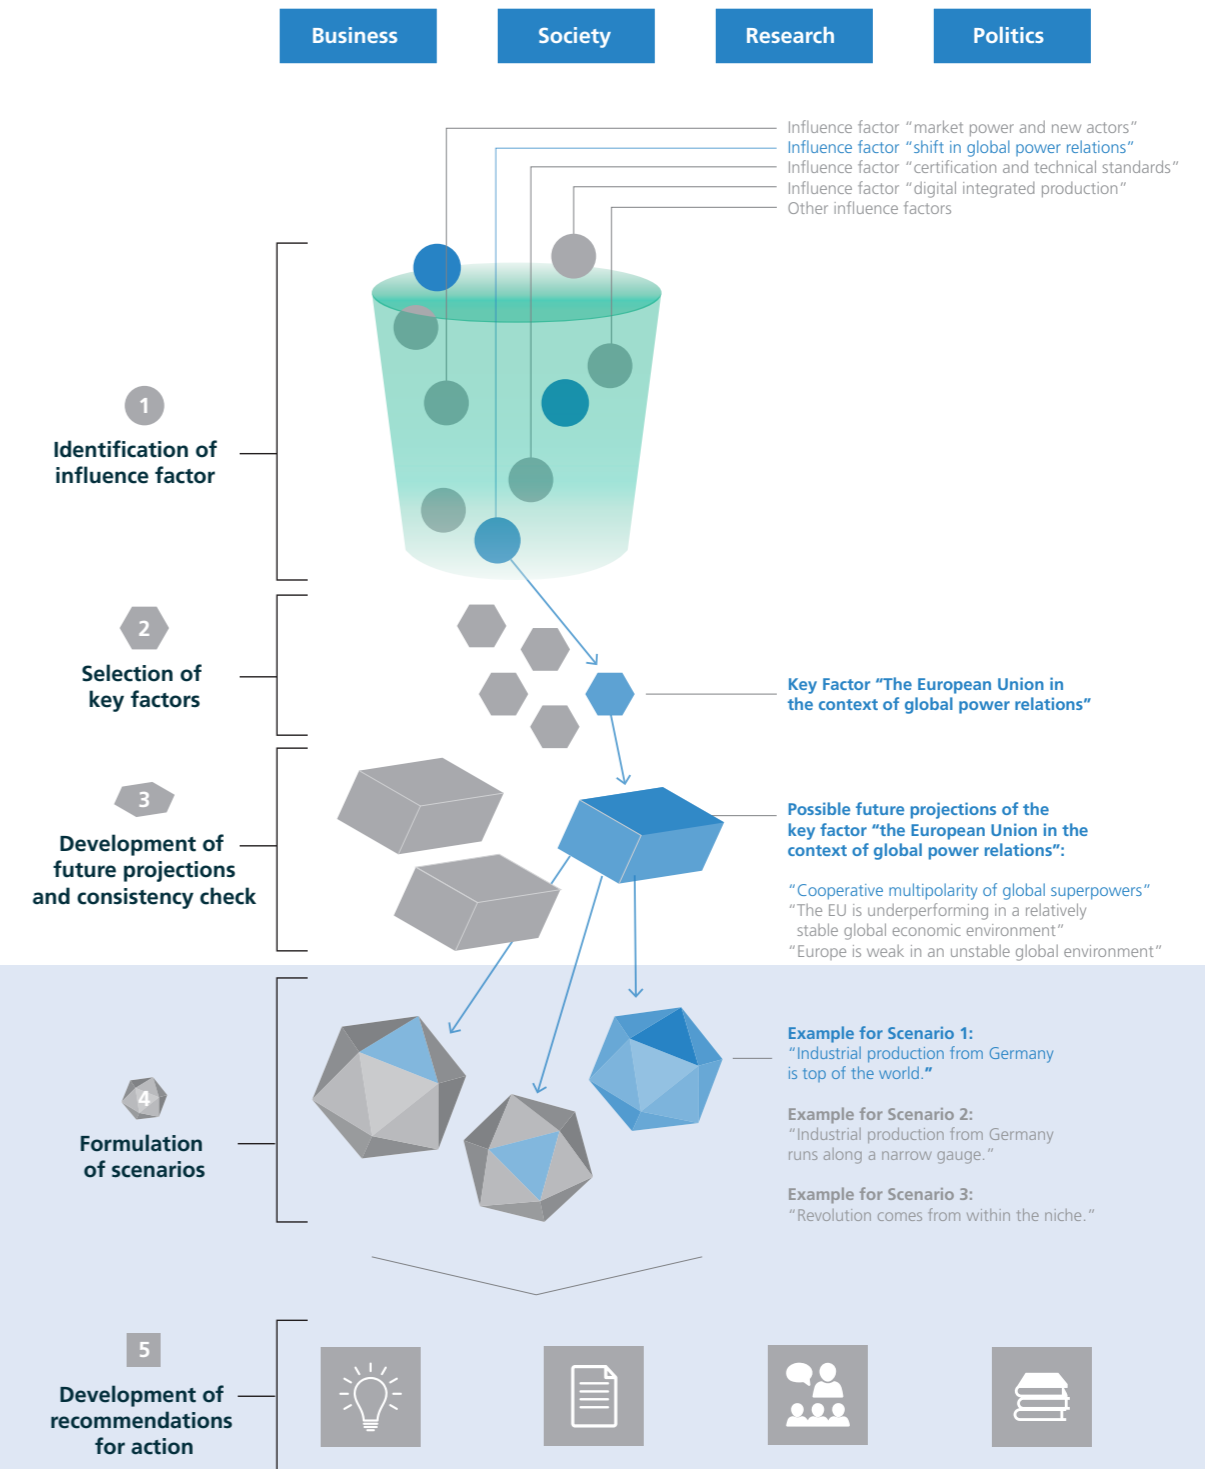 Business
Society
Research
Politics
Influence factor “market power and new actors”
Influence factor “shift in global power relations”
Influence factor “certification and technical standards”
Influence factor “digital integrated production”
Other influence factors
1
Identification of
influence factor
2
Selection of
key factors
Key Factor “The European Union in
the context of global power relations”
3
Development of
future projections
and consistency check
Possible future projections of the
key factor “the European Union in the
context of global power relations”:
“Cooperative multipolarity of global superpowers”
“The EU is underperforming in a relatively
stable global economic environment”
“Europe is weak in an unstable global environment”
4
Formulation
of scenarios
Example for Scenario 1:
“Industrial production from Germany
is top of the world.”
Example for Scenario 2:
“Industrial production from Germany
runs along a narrow gauge.”
Example for Scenario 3:
“Revolution comes from within the niche.”
5
Development of
recommendations
for action